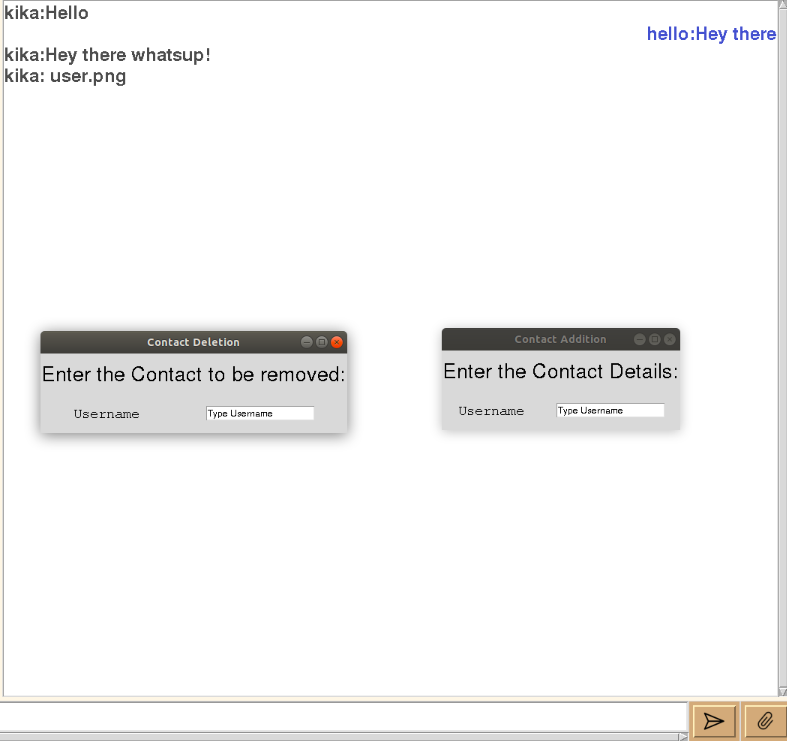 kika:Hello
hello:Hey there
kika:Hey there whatsup!
kika: user.png
Contact Deletion
Enter the Contact to be removed:
Username
Type Username
Contact Addition
Enter the Contact Details:
Username
Type Username